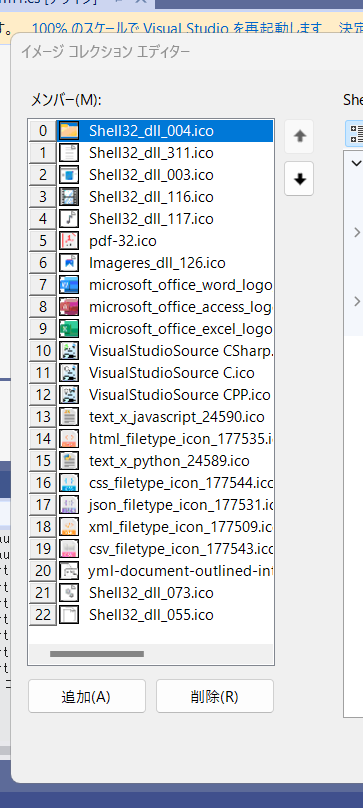 す。 100% のスケールで Visual Studio を再起動します 決定
イメージ コレクション エディター
メンバー(M):
0 Shell32_dll_004.ico
1 Shell32_dll_311.ico
2 Shell32_dll_003.ico
3 Shell32_dll_116.ico
4 Shell32_dll_117.ico
5 pdf-32.ico
6 Imageres_dll_126.ico
7 microsoft_office_word_logo
8 microsoft_office_access_logo
9 microsoft_office_excel_logo
10 VisualStudioSource CSharp.
11 VisualStudioSource C.ico
12 VisualStudioSource CPP.ico
13 text_x_javascript_24590.ico
14 html_filetype_icon_177535.i
15 text_x_python_24589.ico
16 css_filetype_icon_177544.ic
17 json_filetype_icon_177531.i
18 xml_filetype_icon_177509.ic
19 csv_filetype_icon_177543.ic
20 yml-document-outlined-int
21 Shell32_dll_073.ico
22 Shell32_dll_055.ico
追加(A) 削除(R)